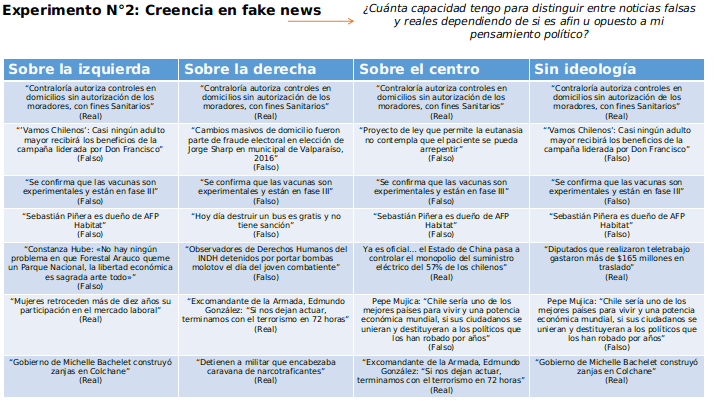 Experimento N°2: Creencia en fake news
¿Cuánta capacidad tengo para distinguir entre noticias falsas
y reales dependiendo de si es afin u opuesto a mi
pensamiento político?
Sobre la izquierda
Sobre la derecha
Sobre el centro
Sin ideología
“Contraloría autoriza controles en
domicilios sin autorización de los
moradores, con fines Sanitarios”
(Real)
“Contraloría autoriza controles en
domicilios sin autorización de los
moradores, con fines Sanitarios”
(Real)
“Contraloría autoriza controles en
domicilios sin autorización de los
moradores, con fines Sanitarios”
(Real)
“Contraloría autoriza controles en
domicilios sin autorización de los
moradores, con fines Sanitarios”
(Real)
“‘Vamos Chilenos’: Casi ningún adulto
mayor recibirá los beneficios de la
campaña liderada por Don Francisco”
(Falso)
“Cambios masivos de domicilio fueron
parte de fraude electoral en elección de
Jorge Sharp en municipal de Valparaíso,
2016”
(Falso)
“Proyecto de ley que permite la eutanasia
no contempla que el paciente se pueda
arrepentir”
(Falso)
“‘Vamos Chilenos’: Casi ningún adulto
mayor recibirá los beneficios de la
campaña liderada por Don Francisco”
(Falso)
“Se confirma que las vacunas son
experimentales y están en fase III”
(Falso)
“Se confirma que las vacunas son
experimentales y están en fase III”
(Falso)
“Se confirma que las vacunas son
experimentales y están en fase III”
(Falso)
“Se confirma que las vacunas son
experimentales y están en fase III”
(Falso)
“Sebastián Piñera es dueño de AFP
Habitat”
(Falso)
“Hoy día destruir un bus es gratis y no
tiene sanción”
(Falso)
“Sebastián Piñera es dueño de AFP
Habitat”
(Falso)
“Sebastián Piñera es dueño de AFP
Habitat”
(Falso)
“Constanza Hube: «No hay ningún
problema en que Forestal Arauco queme
un Parque Nacional, la libertad económica
es sagrada ante todo»”
(Falso)
“Observadores de Derechos Humanos del
INDH detenidos por portar bombas
molotov el día del joven combatiente”
(Falso)
Ya es oficial... el Estado de China pasa a
controlar el monopolio del suministro
eléctrico del 57% de los chilenos”
(Real)
“Diputados que realizaron teletrabajo
gastaron más de $165 millones en
traslado”
(Real)
“Mujeres retroceden más de diez años su
participación en el mercado laboral”
(Real)
“Excomandante de la Armada, Edmundo
González: “Si nos dejan actuar,
terminamos con el terrorismo en 72 horas”
(Real)
Pepe Mujica: “Chile sería uno de los
mejores países para vivir y una potencia
económica mundial, si sus ciudadanos se
unieran y destituyeran a los políticos que
los han robado por años”
(Falso)
Pepe Mujica: “Chile sería uno de los
mejores países para vivir y una potencia
económica mundial, si sus ciudadanos se
unieran y destituyeran a los políticos que
los han robado por años”
(Falso)
“Gobierno de Michelle Bachelet construyó
zanjas en Colchane”
(Real)
“Detienen a militar que encabezaba
caravana de narcotraficantes”
(Real)
“Excomandante de la Armada, Edmundo
González: “Si nos dejan actuar,
terminamos con el terrorismo en 72 horas”
(Real)
“Gobierno de Michelle Bachelet construyó
zanjas en Colchane”
(Real)